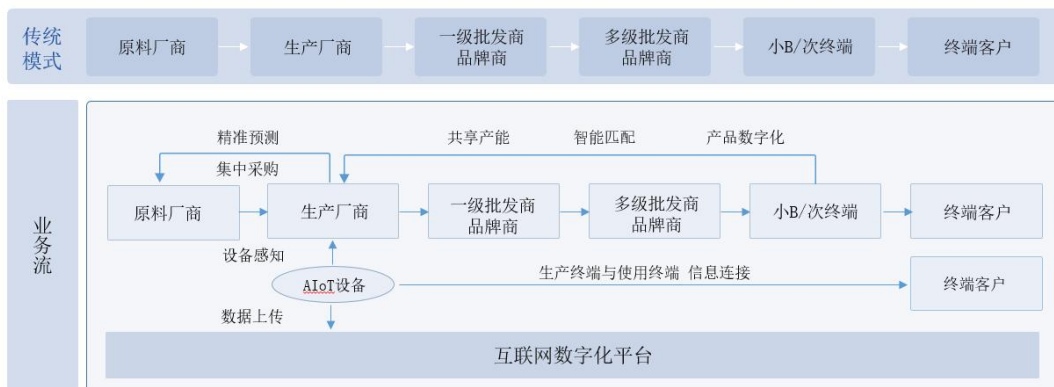 传统
模式
原料厂商
生产厂商
一级批发商
品牌商
多级批发商
品牌商
小B/次终端
终端客户
业务流
精准预测
集中采购
共享产能
智能匹配
产品数字化
原料厂商
生产厂商
一级批发商
品牌商
多级批发商
品牌商
小B/次终端
终端客户
设备感知
AIoT设备
生产终端与使用终端 信息连接
终端客户
数据上传
互联网数字化平台